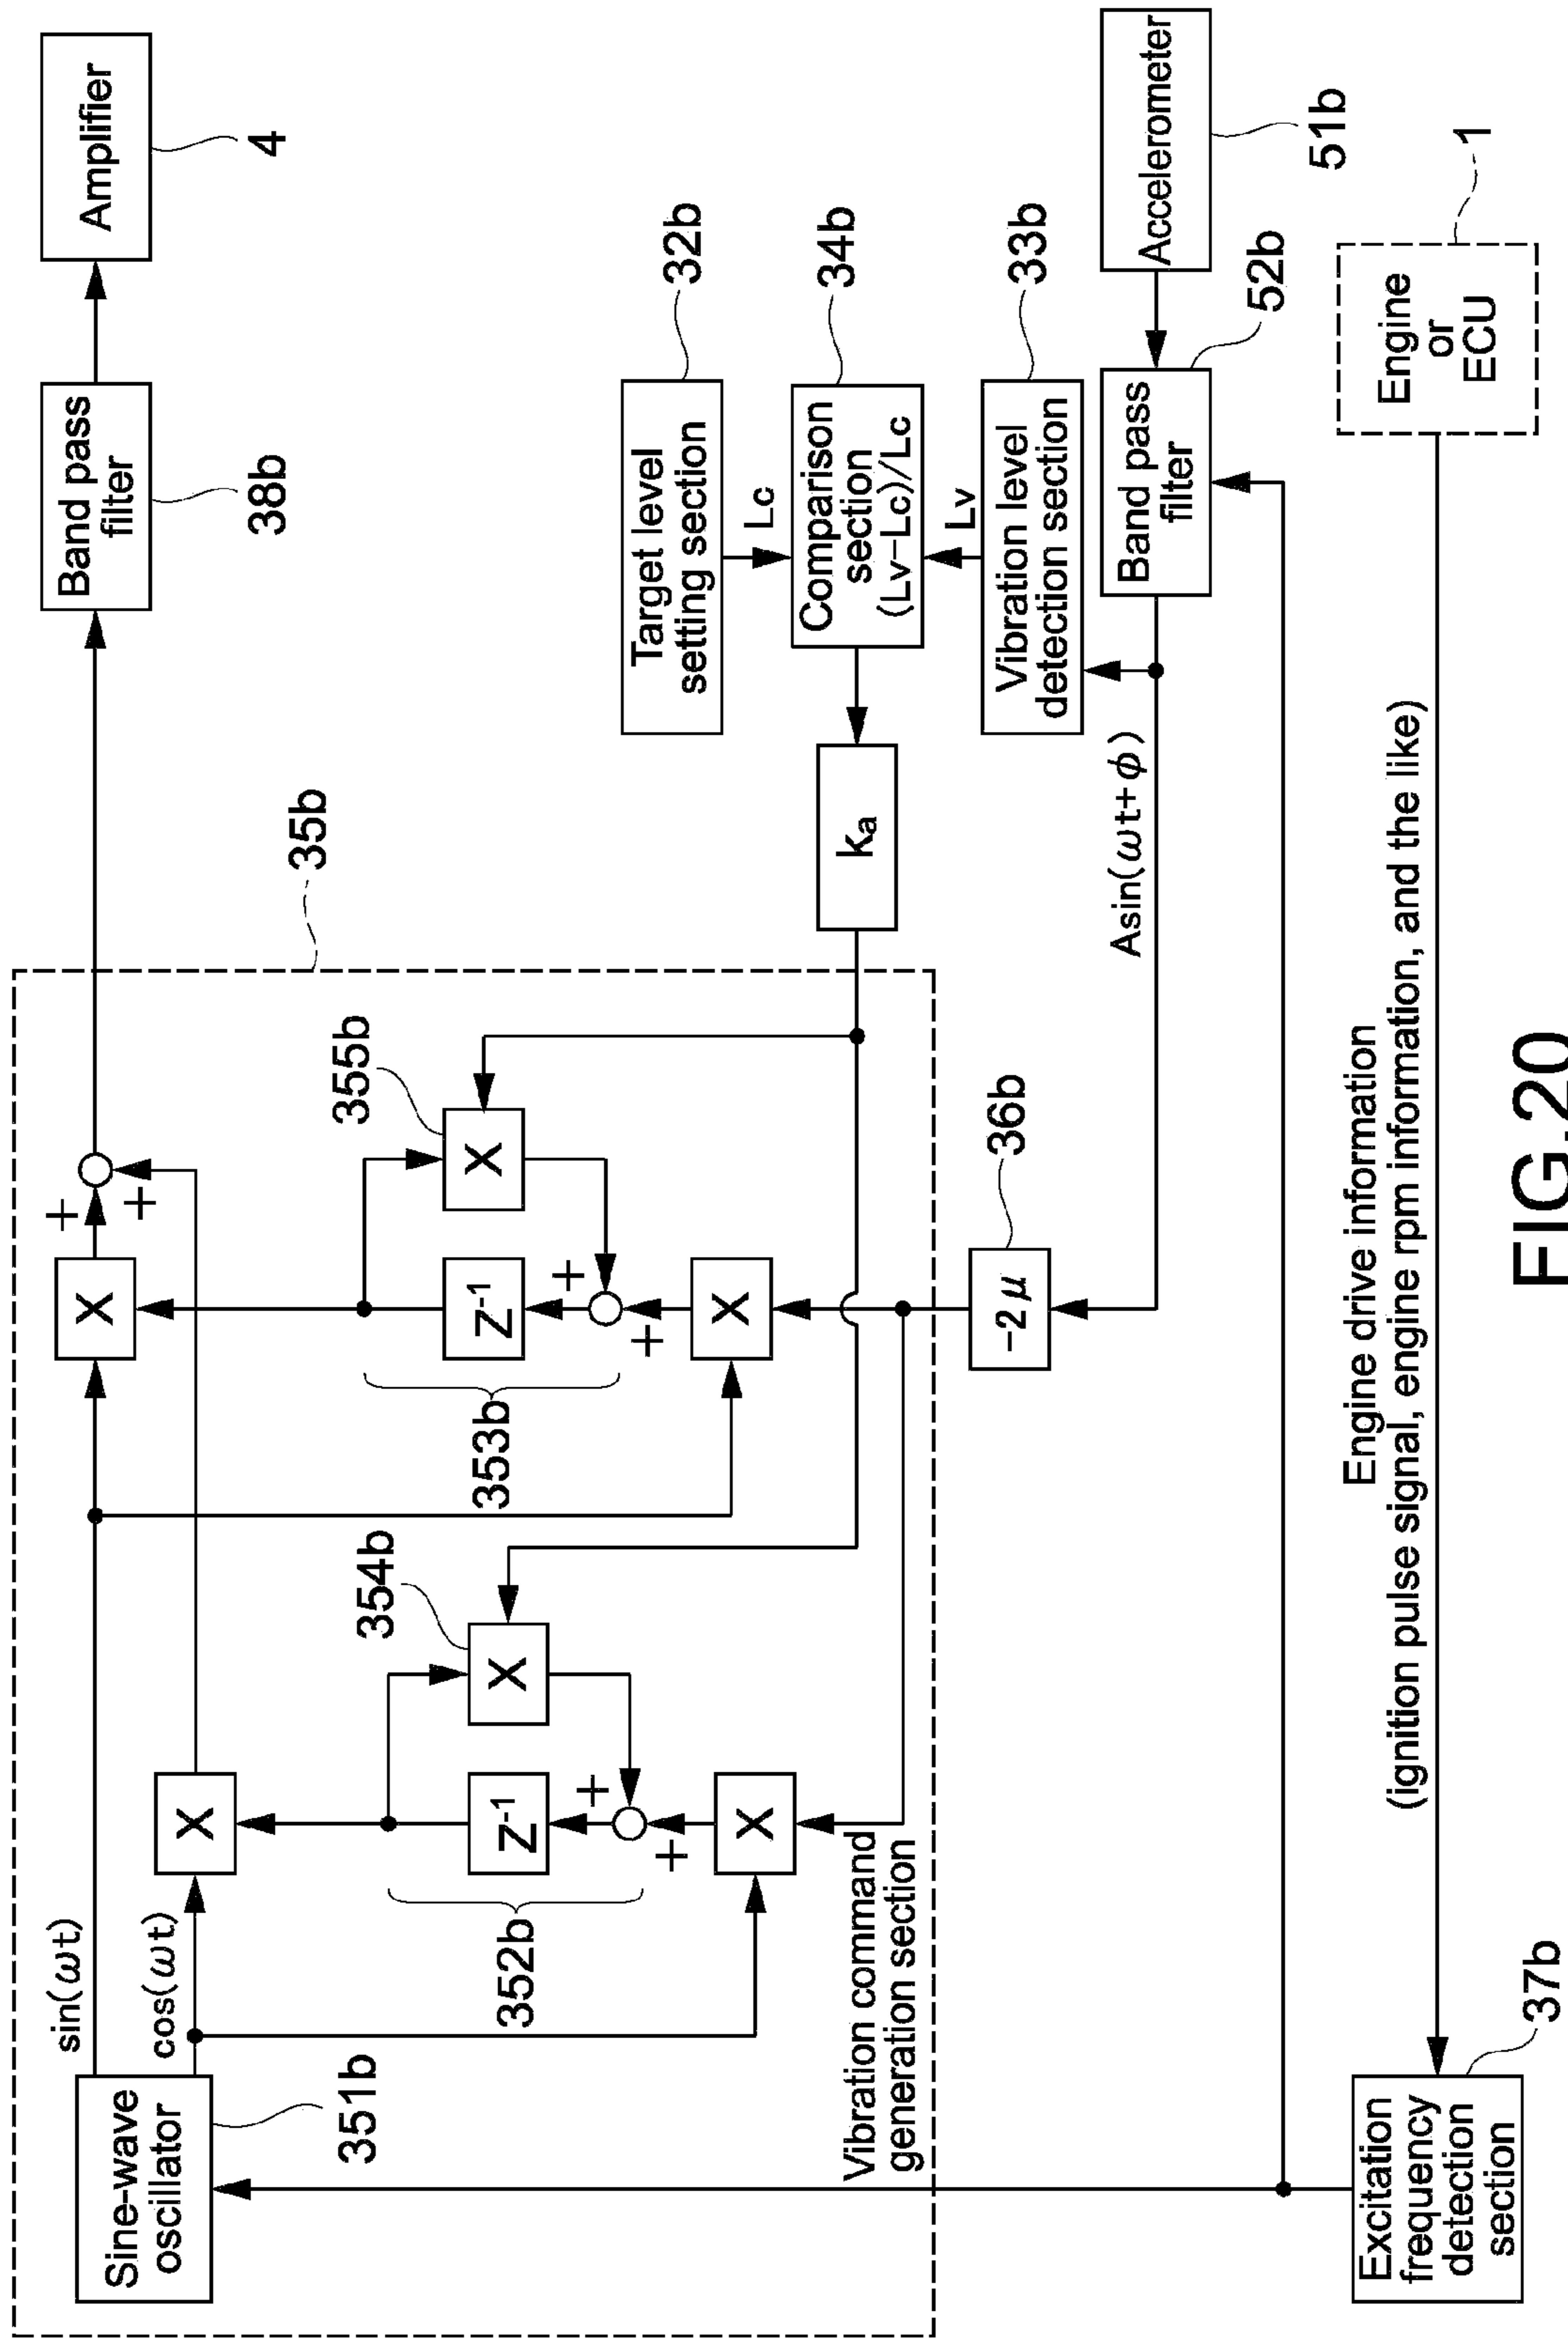 sin(ωt)
cos(ωt)
Sine-wave
oscillator
351b
X
X
+
+
35b
Band pass
filter
38b
Amplifier
4
352b
Z-1
+
+
X
354b
X
353b
Z-1
+
+
X
355b
X
Vibration command
generation section
ka
Target level
setting section
32b
Lc
Comparison
section
(Lv-Lc)/Lc
34b
Lv
Vibration level
detection section
33b
-2μ
36b
Asin(ωt+φ)
Band pass
filter
52b
Accelerometer
51b
Excitation
frequency
detection
section
37b
Engine drive information
(ignition pulse signal, engine rpm information, and the like)
Engine
or
ECU
1
FIG.20